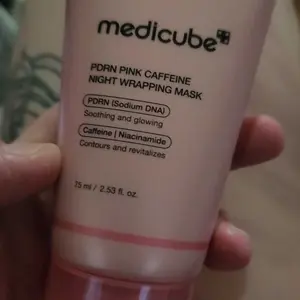 medicube
PDRN PINK CAFFEINE
NIGHT WRAPPING MASK
PDRN (Sodium DNA)
Soothing and glowing
Caffeine | Niacinamide
Contours and revitalizes
75 ml / 2.53 fl. oz.